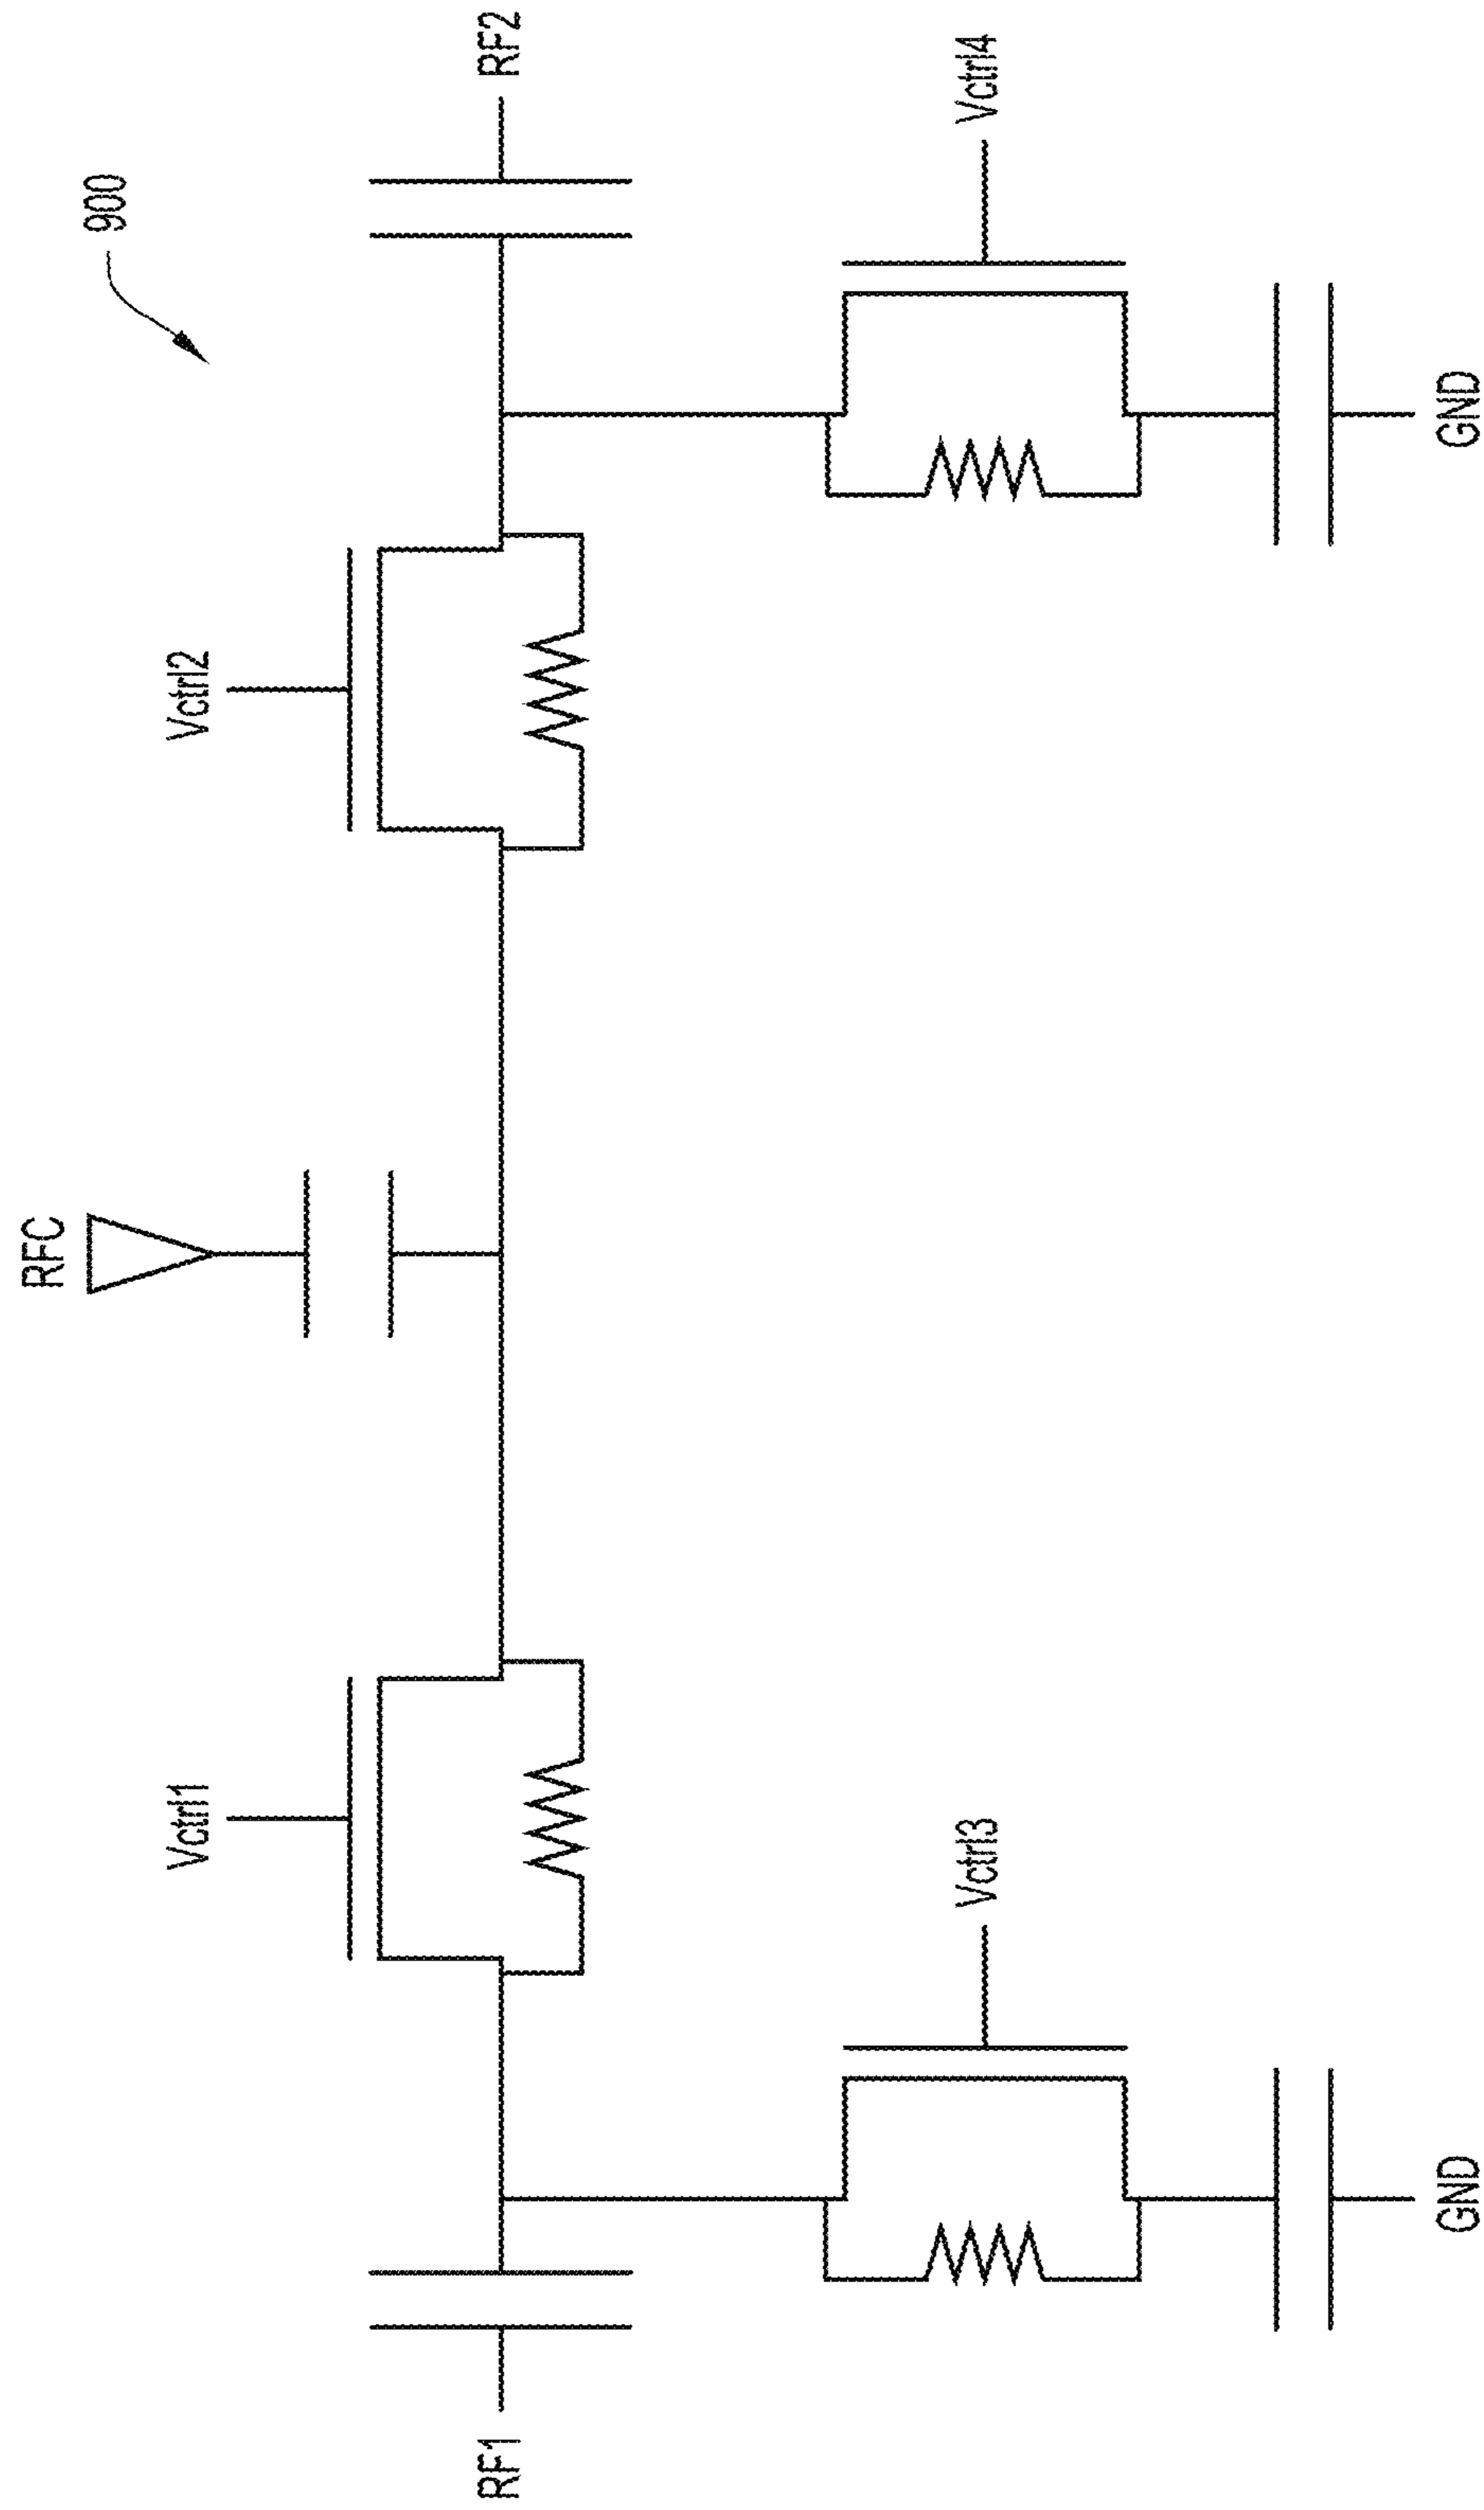 900
RFC
Vctrl1
Vctrl2
RF1
RF2
Vctrl3
Vctrl4
GND
GND